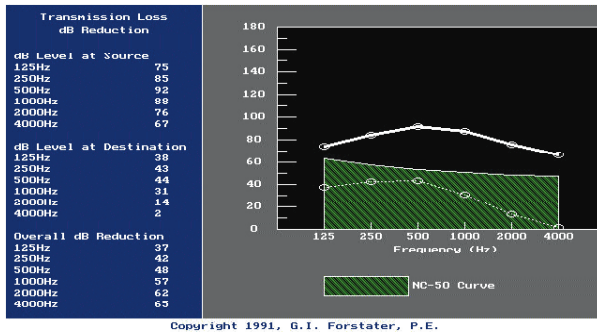 Transmission Loss
dB Reduction
dB Level at Source
125Hz 75
250Hz 85
500Hz 92
1000Hz 88
2000Hz 76
4000Hz 67
dB Level at Destination
125Hz 38
250Hz 43
500Hz 44
1000Hz 31
2000Hz 14
4000Hz 2
Overall dB Reduction
125Hz 37
250Hz 42
500Hz 48
1000Hz 57
2000Hz 62
4000Hz 65
180
160
140
120
100
80
60
40
20
0
125 250 500 1000 2000 4000
Frequency (Hz)
NC-50 Curve
Copyright 1991, G.I. Forstater, P.E.